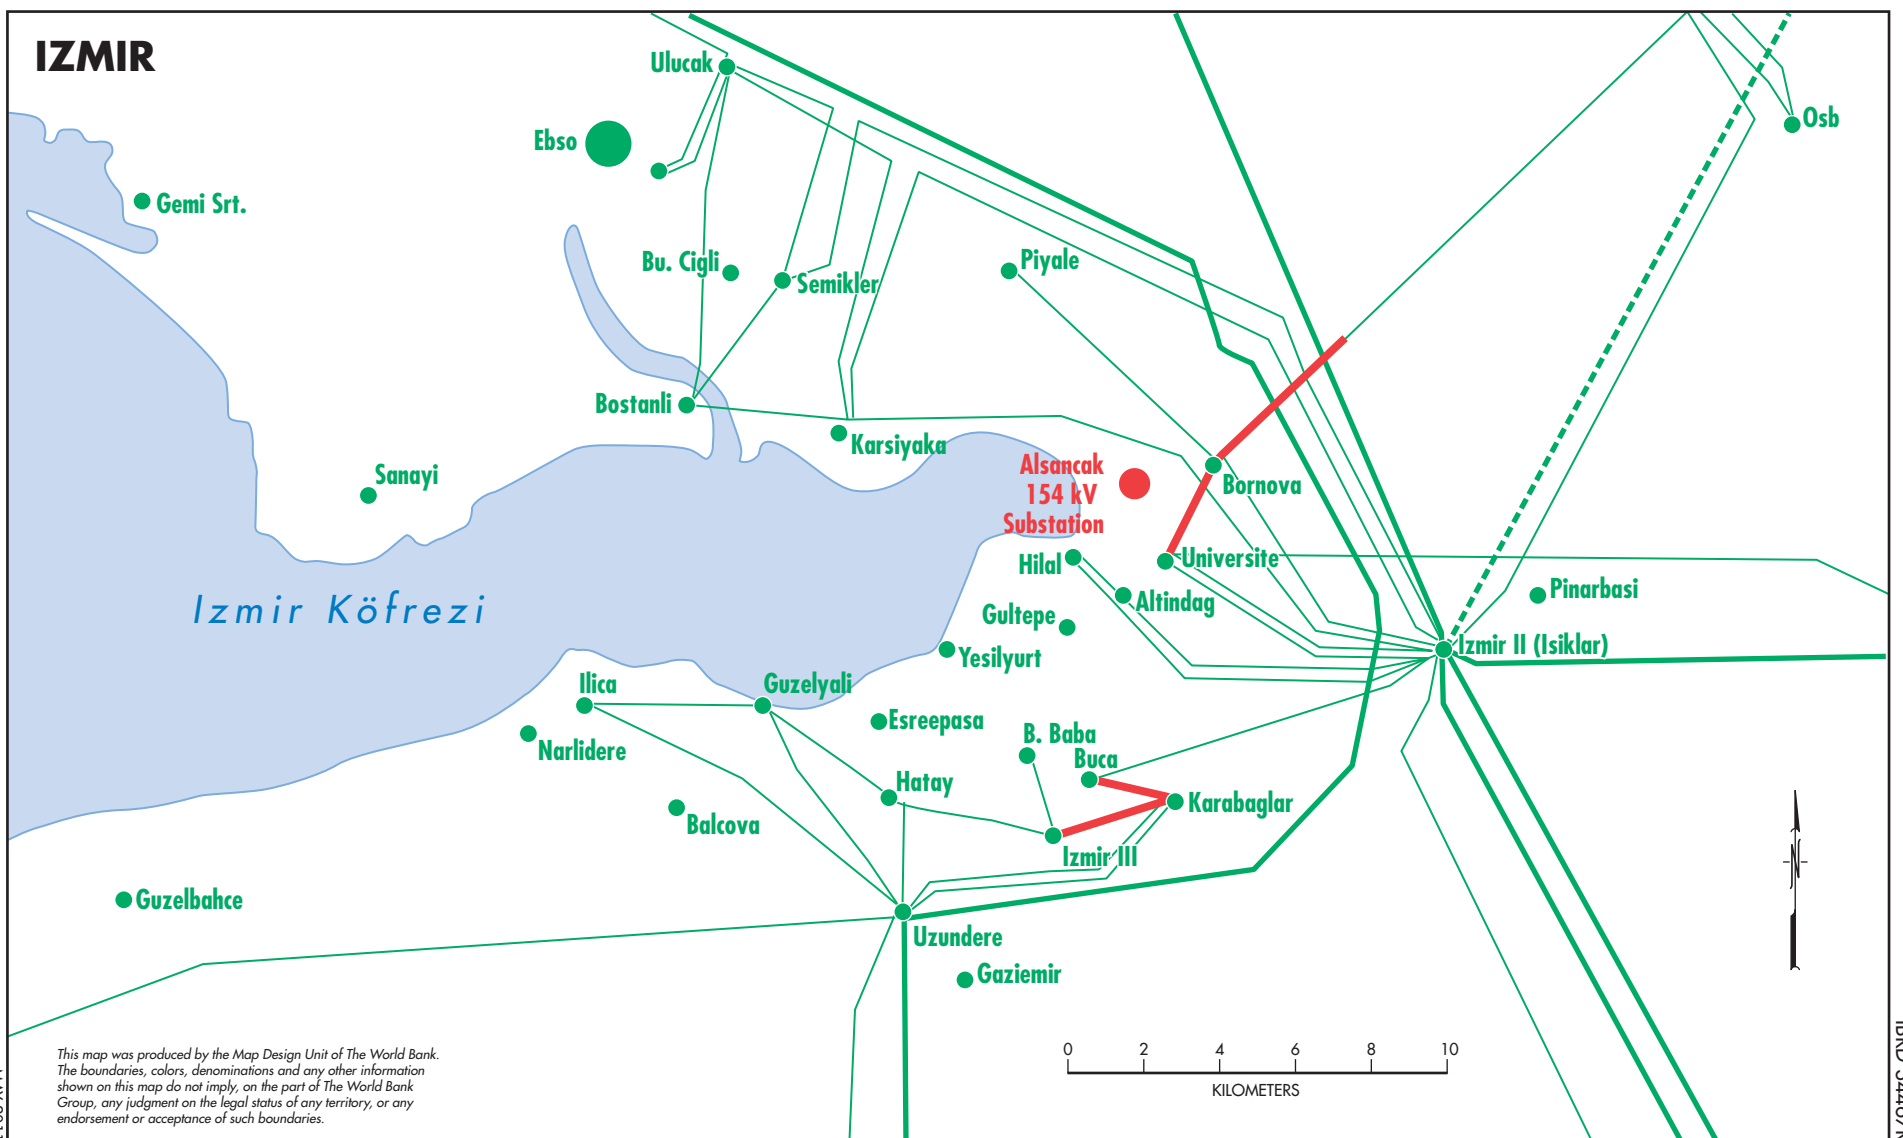 IZMIR
Ulucak
Osb
Ebso
Gemi Srt.
Bu. Cigli
Semikler
Piyale
Bostanli
Karsiyaka
Sanayi
Alsancak
154 kV
Substation
Bornova
Hilal
Universite
Altindag
Pinarbasi
Gultepe
Izmir Köfrezi
Yesilyurt
Izmir II (Isiklar)
Ilica
Guzelyali
Esreepasa
Narlidere
B. Baba
Buca
Hatay
Karabaglar
Balcova
Izmir III
N
Guzelbahce
Uzundere
Gaziemir
0 2 4 6 8 10
KILOMETERS
This map was produced by the Map Design Unit of The World Bank.
The boundaries, colors, denominations and any other information
shown on this map do not imply, on the part of The World Bank
Group, any judgment on the legal status of any territory, or any
endorsement or acceptance of such boundaries.